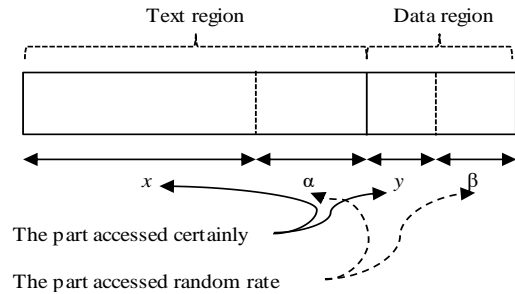 Text region Data region
x α y β
The part accessed certainly
The part accessed random rate